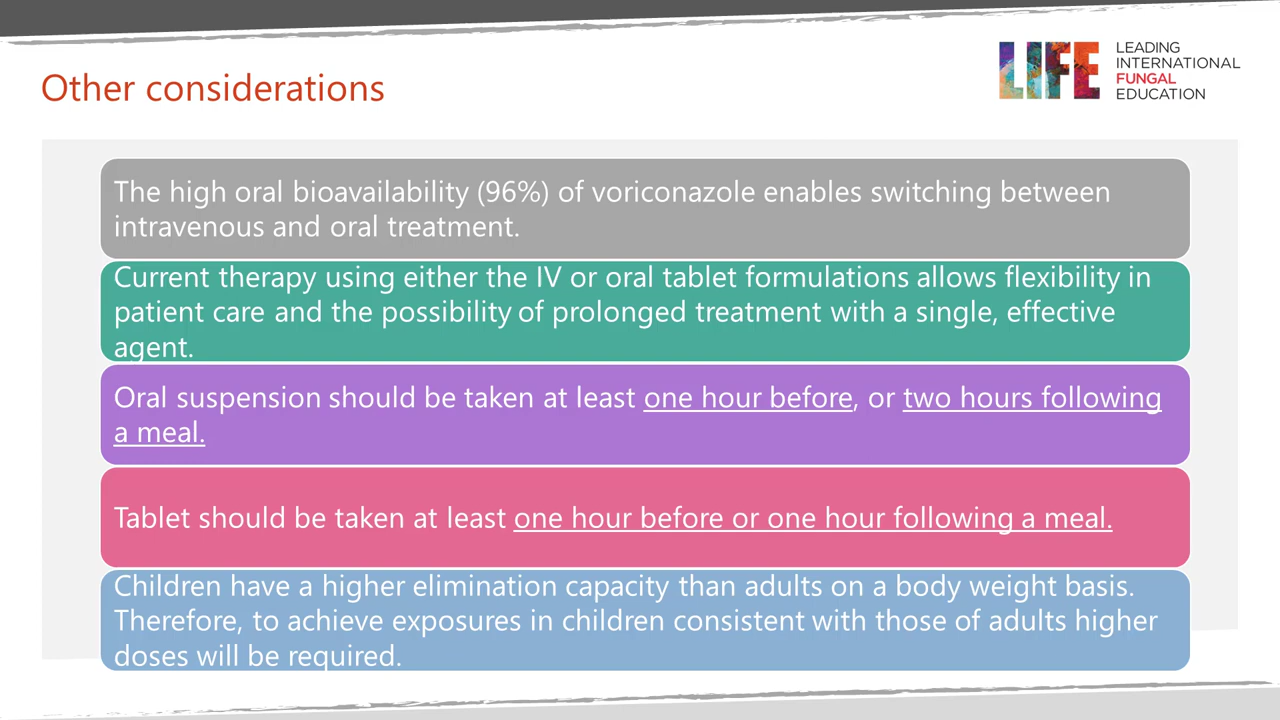 Other considerations
LIFE
LEADING
INTERNATIONAL
FUNGAL
EDUCATION
The high oral bioavailability (96%) of voriconazole enables switching between
intravenous and oral treatment.
Current therapy using either the IV or oral tablet formulations allows flexibility in
patient care and the possibility of prolonged treatment with a single, effective
agent.
Oral suspension should be taken at least one hour before, or two hours following
a meal.
Tablet should be taken at least one hour before or one hour following a meal.
Children have a higher elimination capacity than adults on a body weight basis.
Therefore, to achieve exposures in children consistent with those of adults higher
doses will be required.